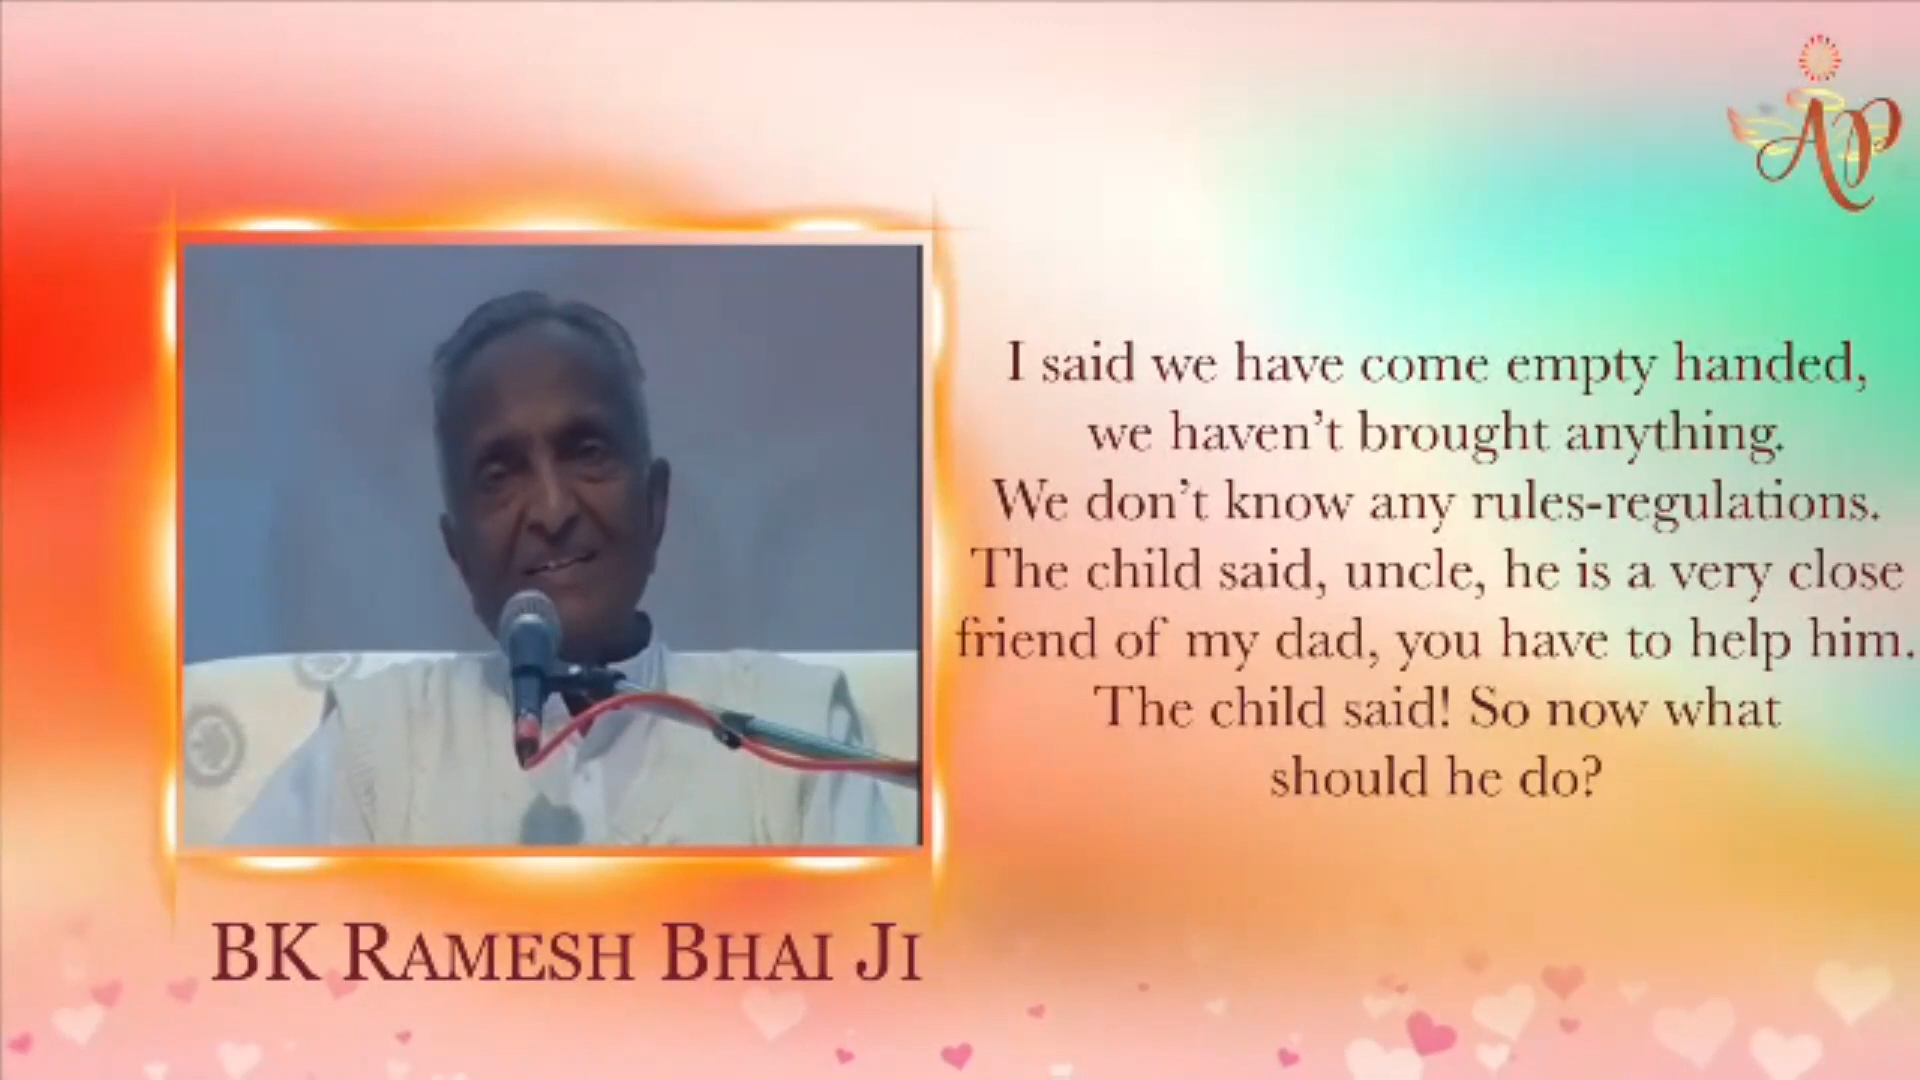 AP
I said we have come empty handed,
we haven't brought anything.
We don't know any rules-regulations.
The child said, uncle, he is a very close
friend of my dad, you have to help him.
The child said! So now what
should he do?
BK RAMESH BHAI JI